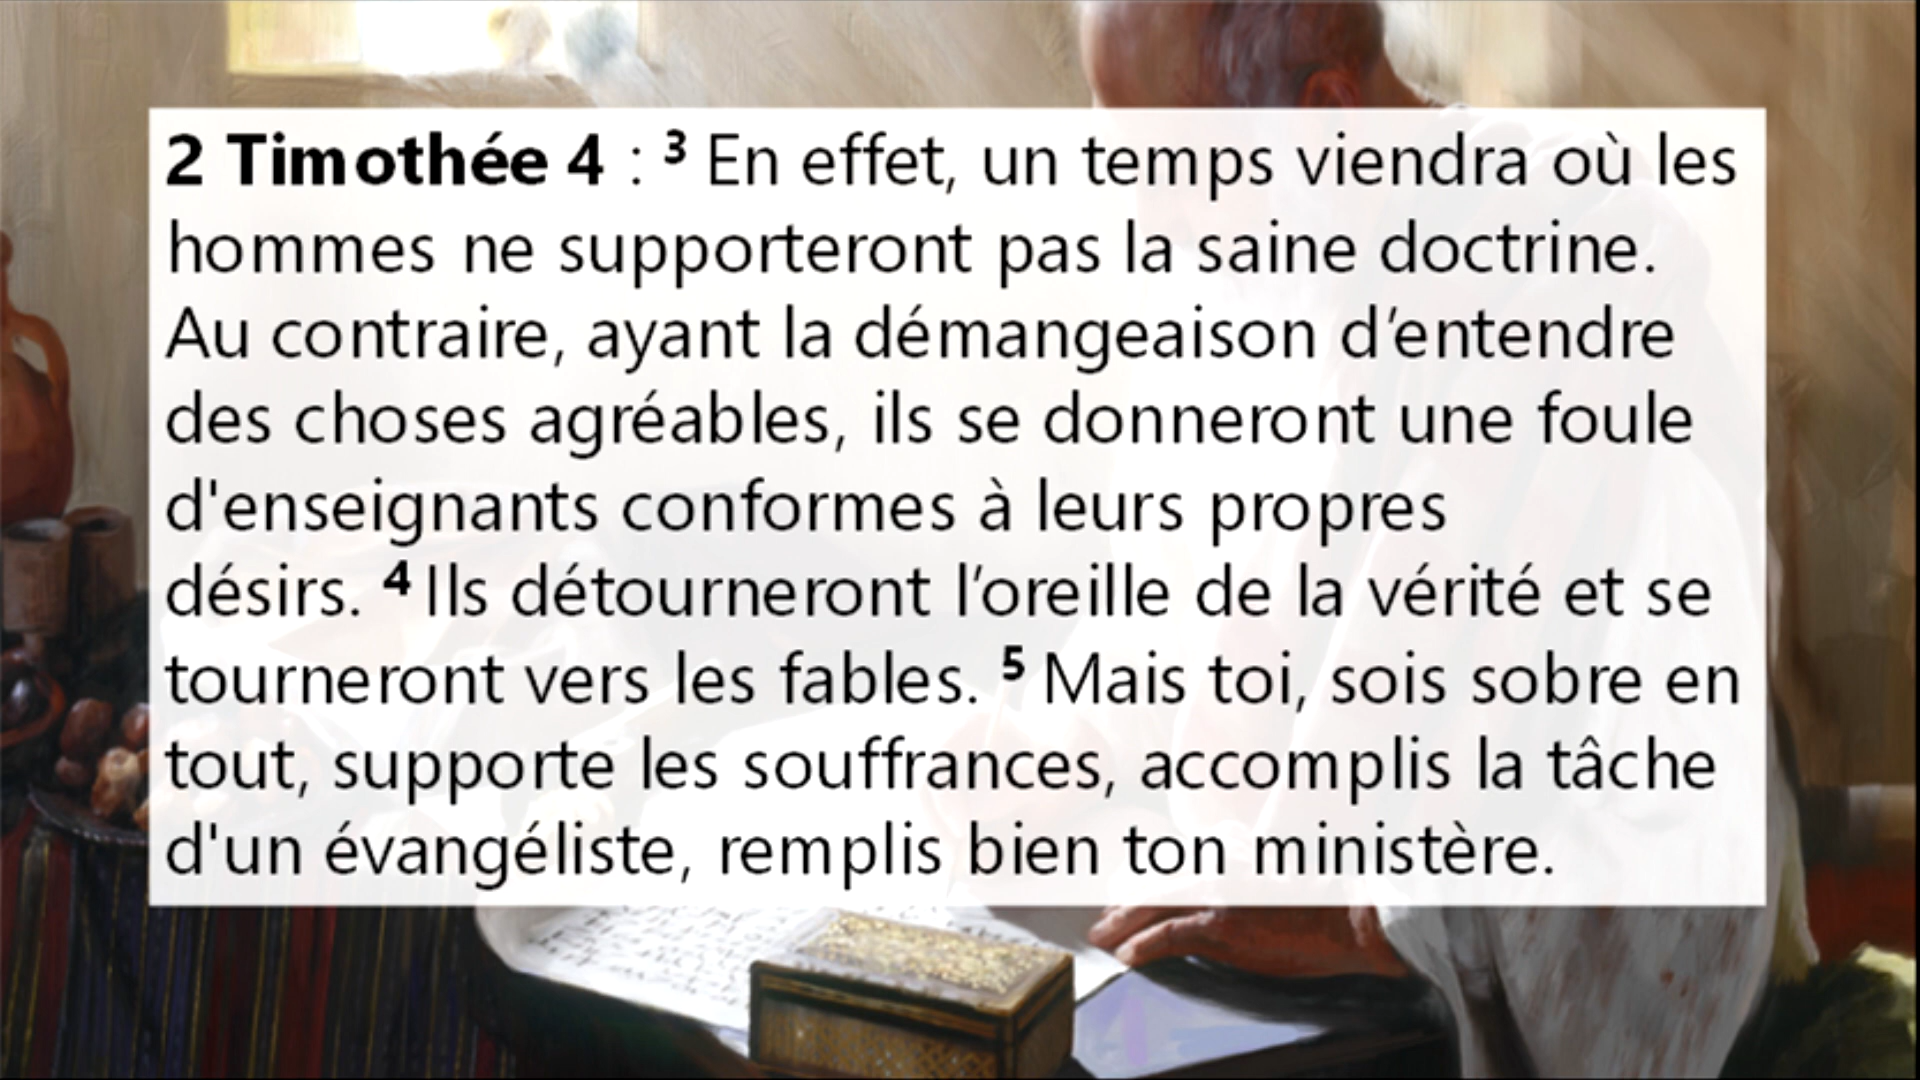 2 Timothée 4 : ³ En effet, un temps viendra où les
hommes ne supporteront pas la saine doctrine.
Au contraire, ayant la démangeaison d’entendre
des choses agréables, ils se donneront une foule
d'enseignants conformes à leurs propres
désirs. ⁴ Ils détourneront l’oreille de la vérité et se
tourneront vers les fables. ⁵ Mais toi, sois sobre en
tout, supporte les souffrances, accomplis la tâche
d'un évangéliste, remplis bien ton ministère.